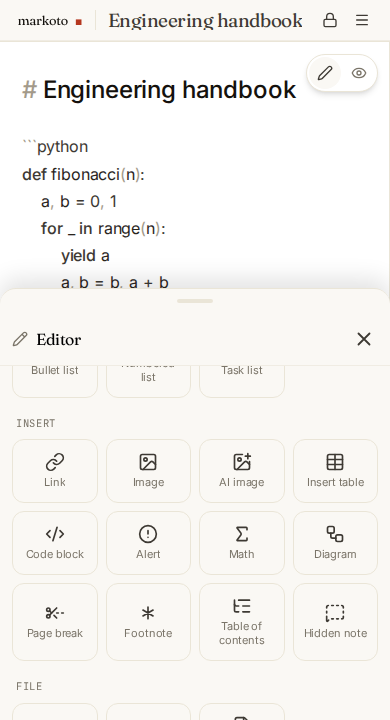 markoto
Engineering handbook
# Engineering handbook
```python
def fibonacci(n):
a, b = 0, 1
for _ in range(n):
yield a
a, b = b, a + b
Editor
Bullet list
Numbered list
Task list
INSERT
Link
Image
AI image
Insert table
Code block
Alert
Math
Diagram
Page break
Footnote
Table of
contents
Hidden note
FILE